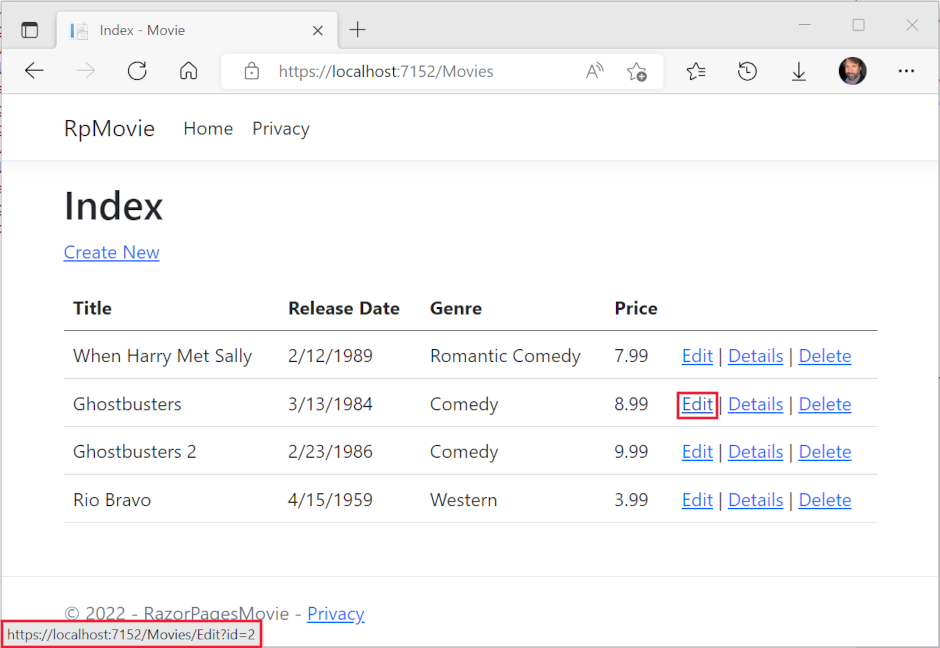 Index - Movie
https://localhost:7152/Movies
RpMovie Home Privacy
Index
Create New
Title Release Date Genre Price
When Harry Met Sally 2/12/1989 Romantic Comedy 7.99 Edit | Details | Delete
Ghostbusters 3/13/1984 Comedy 8.99 Edit | Details | Delete
Ghostbusters 2 2/23/1986 Comedy 9.99 Edit | Details | Delete
Rio Bravo 4/15/1959 Western 3.99 Edit | Details | Delete
© 2022 - RazorPagesMovie - Privacy
https://localhost:7152/Movies/Edit?id=2